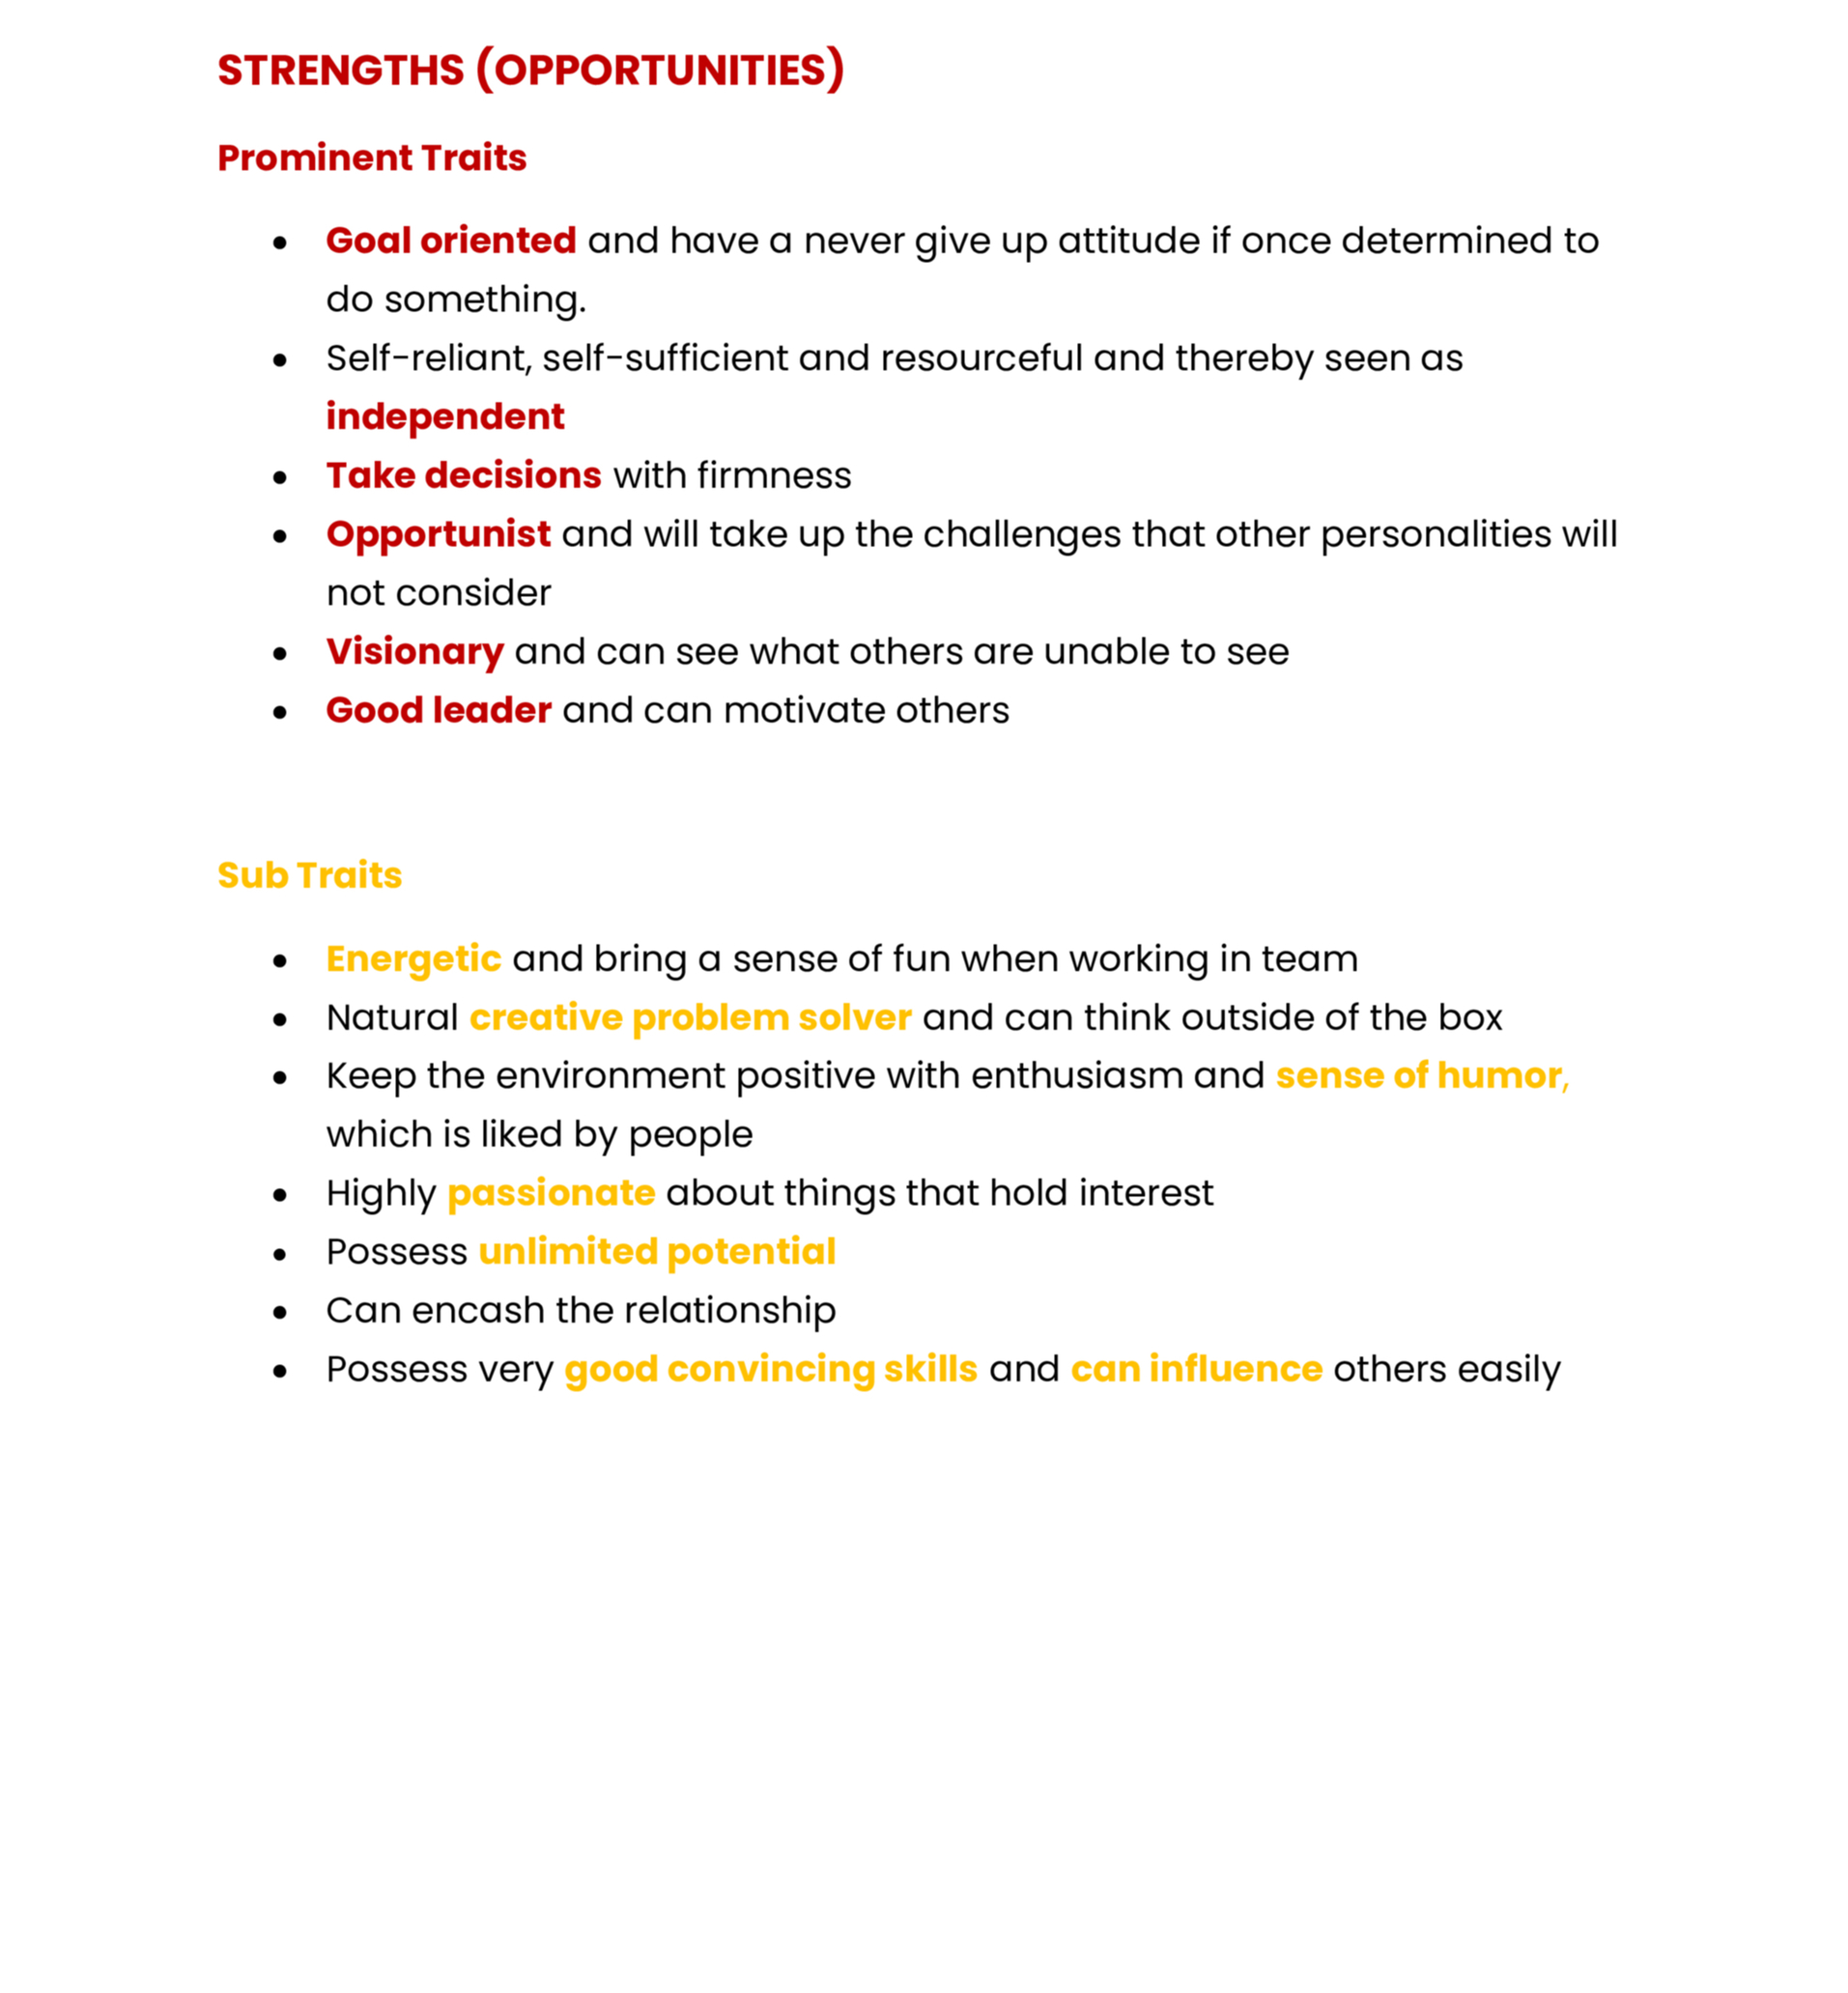 STRENGTHS (OPPORTUNITIES)
Prominent Traits
• Goal oriented and have a never give up attitude if once determined to
do something.
• Self-reliant, self-sufficient and resourceful and thereby seen as
independent
• Take decisions with firmness
• Opportunist and will take up the challenges that other personalities will
not consider
• Visionary and can see what others are unable to see
• Good leader and can motivate others
Sub Traits
• Energetic and bring a sense of fun when working in team
• Natural creative problem solver and can think outside of the box
• Keep the environment positive with enthusiasm and sense of humor,
which is liked by people
• Highly passionate about things that hold interest
• Possess unlimited potential
• Can encash the relationship
• Possess very good convincing skills and can influence others easily